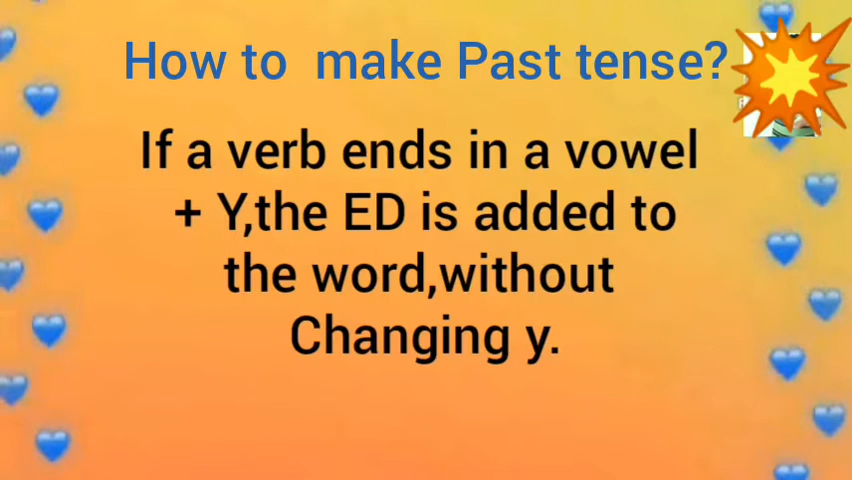 How to make Past tense?
If a verb ends in a vowel
+ Y,the ED is added to
the word,without
Changing y.